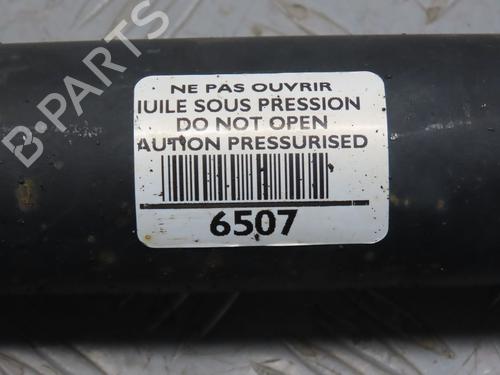 NE PAS OUVRIR
IUILE SOUS PRESSION
DO NOT OPEN
AUTION PRESSURISED
6507
B-PARTS